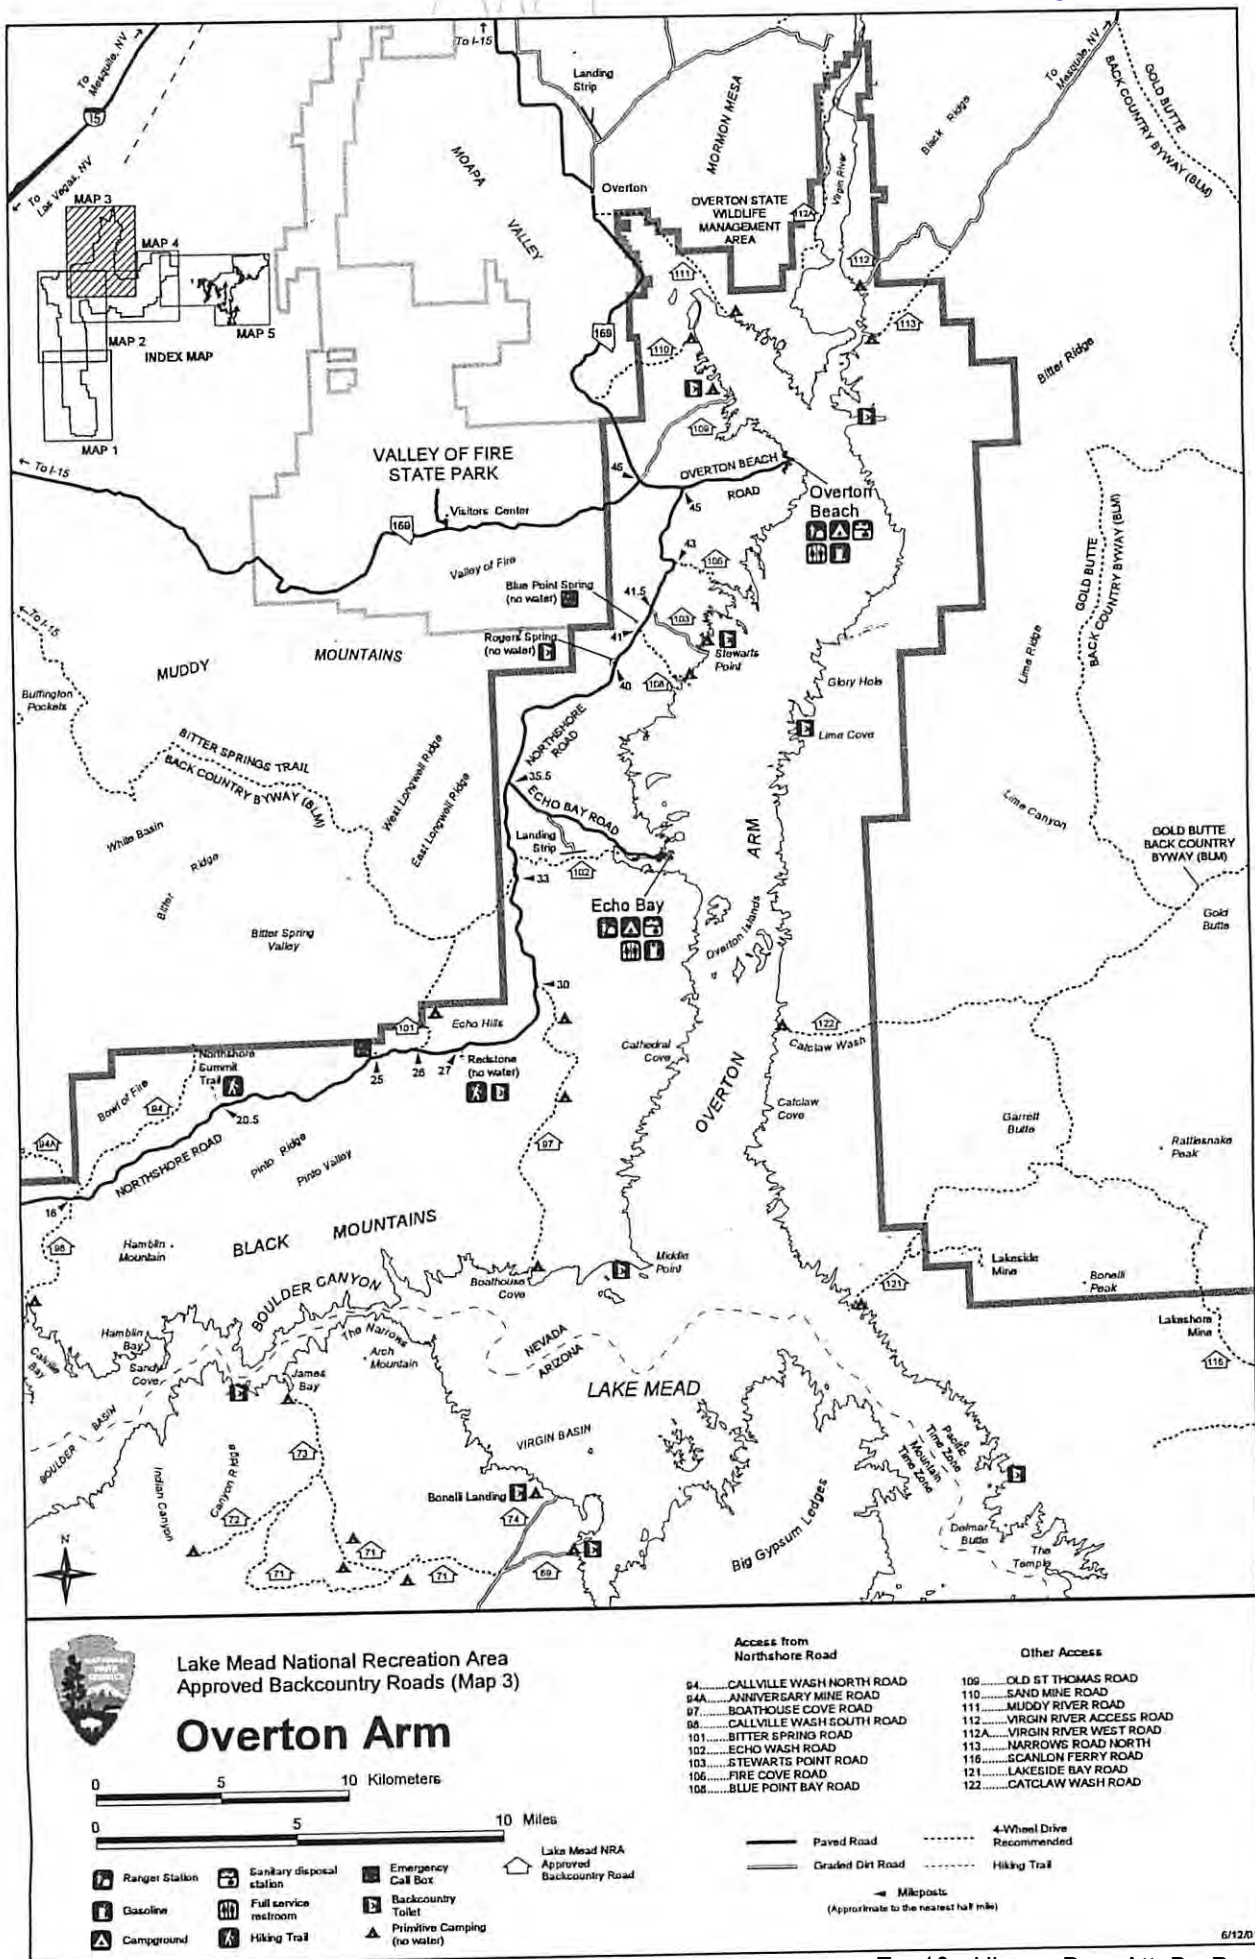 To I-15
To Mesquite, NV
15
To Las Vegas, NV
MAP 3
MAP 4
MAP 5
MAP 2
INDEX MAP
MAP 1
Landing Strip
MORMON MESA
Virgin River
Black Ridge
To Mesquite, NV
GOLD BUTTE
BACK COUNTRY BYWAY (BLM)
MOAPA
VALLEY
Overton
OVERTON STATE
WILDLIFE
MANAGEMENT
AREA
112A
112
111
113
169
110
Bitter Ridge
109
To I-15
VALLEY OF FIRE
STATE PARK
Visitors Center
169
46
OVERTON BEACH
ROAD
45
Overton
Beach
GOLD BUTTE
BACK COUNTRY BYWAY (BLM)
43
106
Valley of Fire
Blue Point Spring
(no water)
41.5
103
Rogers Spring
(no water)
41
40
108
Stewarts
Point
To I-15
MUDDY
MOUNTAINS
Buffington
Pockets
Glory Hole
Lime Ridge
Lime Cove
NORTHSHORE
ROAD
BITTER SPRINGS TRAIL
BACK COUNTRY BYWAY (BLM)
West Longwell Ridge
East Longwell Ridge
35.5
ECHO BAY ROAD
Landing
Strip
102
33
Lime Canyon
GOLD BUTTE
BACK COUNTRY
BYWAY (BLM)
White Basin
Bitter
Ridge
ARM
Echo Bay
Overton Islands
Gold
Butte
Bitter Spring
Valley
30
101
Echo Hills
122
Catclaw Wash
Cathedral
Cove
OVERTON
Northshore
Summit
Trail
25
26
27
Redstone
(no water)
Bowl of Fire
94
20.5
Catclaw
Cove
Garrett
Butte
Rattlesnake
Peak
94A
97
NORTHSHORE ROAD
Pinto Ridge
Pinto Valley
16
98
Hamblin
Mountain
BLACK
MOUNTAINS
Middle
Point
Lakeside
Mine
Bonelli
Peak
121
Boathouse
Cove
BOULDER CANYON
Lakeshore
Mine
116
Hamblin
Bay
Sandy
Cove
Callville
Bay
The Narrows
Arch
Mountain
NEVADA
ARIZONA
James
Bay
LAKE MEAD
BOULDER
BASIN
VIRGIN BASIN
Pacific
Time Zone
Mountain
Time Zone
73
Indian Canyon
Canyon Ridge
72
Bonelli Landing
74
71
71
71
69
Big Gypsum Ledges
Delmar
Butte
The
Temple
N
Lake Mead National Recreation Area
Approved Backcountry Roads (Map 3)
Overton Arm
0 5 10 Kilometers
0 5 10 Miles
Ranger Station
Gasoline
Campground
Sanitary disposal
station
Full service
restroom
Hiking Trail
Emergency
Call Box
Backcountry
Toilet
Primitive Camping
(no water)
Lake Mead NRA
Approved
Backcountry Road
Access from
Northshore Road
94.........CALLVILLE WASH NORTH ROAD
94A.......ANNIVERSARY MINE ROAD
97.........BOATHOUSE COVE ROAD
98.........CALLVILLE WASH SOUTH ROAD
101.......BITTER SPRING ROAD
102.......ECHO WASH ROAD
103.......STEWARTS POINT ROAD
106.......FIRE COVE ROAD
108.......BLUE POINT BAY ROAD
Other Access
109.......OLD ST THOMAS ROAD
110.......SAND MINE ROAD
111.......MUDDY RIVER ROAD
112.......VIRGIN RIVER ACCESS ROAD
112A.....VIRGIN RIVER WEST ROAD
113.......NARROWS ROAD NORTH
116.......SCANLON FERRY ROAD
121.......LAKESIDE BAY ROAD
122.......CATCLAW WASH ROAD
Paved Road
Graded Dirt Road
4-Wheel Drive
Recommended
Hiking Trail
Mileposts
(Approximate to the nearest half mile)